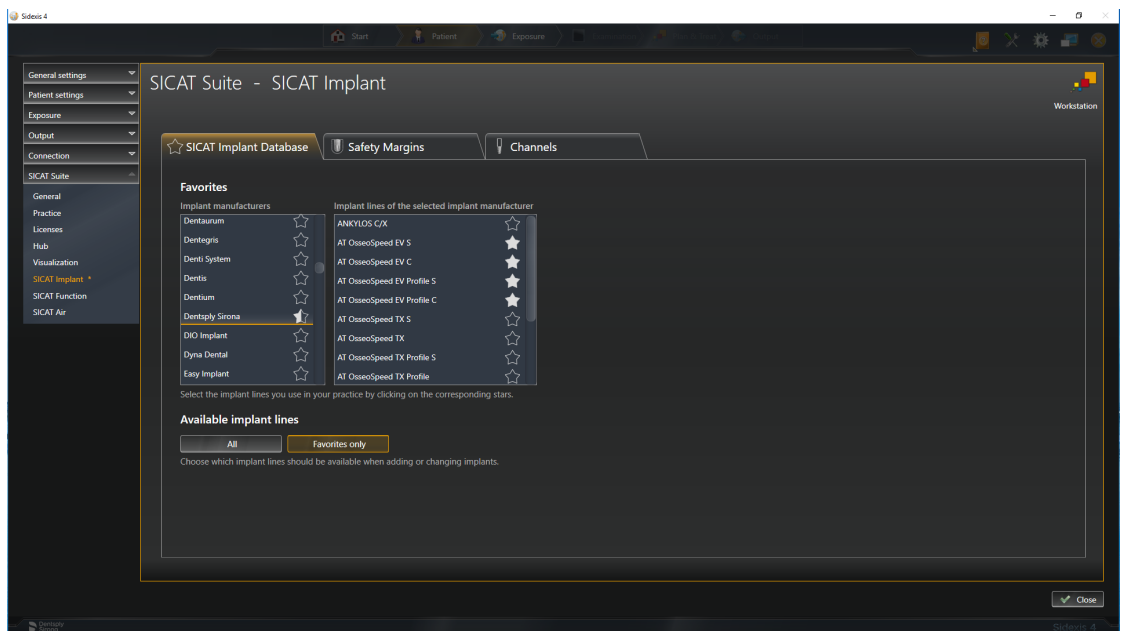 Sidexis 4
Start
Patient
Exposure
General settings
Patient settings
Exposure
Output
Connection
SICAT Suite
General
Practice
Licenses
Hub
Visualization
SICAT Implant *
SICAT Function
SICAT Air
SICAT Suite - SICAT Implant
Workstation
SICAT Implant Database
Safety Margins
Channels
Favorites
Implant manufacturers
Dentaurum
Dentegris
Denti System
Dentis
Dentium
Dentsply Sirona
DIO Implant
Dyna Dental
Easy Implant
Implant lines of the selected implant manufacturer
ANKYLOS C/X
AT OsseoSpeed EV S
AT OsseoSpeed EV C
AT OsseoSpeed EV Profile S
AT OsseoSpeed EV Profile C
AT OsseoSpeed TX S
AT OsseoSpeed TX
AT OsseoSpeed TX Profile S
AT OsseoSpeed TX Profile
Select the implant lines you use in your practice by clicking on the corresponding stars.
Available implant lines
All
Favorites only
Choose which implant lines should be available when adding or changing implants.
Close
Dentsply
Sirona
Sidexis 4